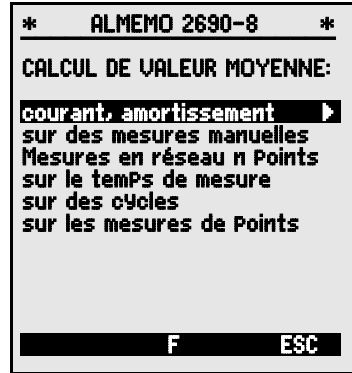 * ALMEMO 2690-8 *
CALCUL DE VALEUR MOYENNE:
courant, amortissement ▶
sur des mesures manuelles
Mesures en réseau n Points
sur le temPs de mesure
sur des cYcles
sur les mesures de Points
F ESC